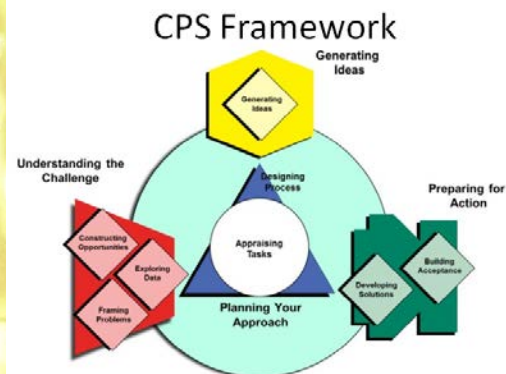 CPS Framework
Generating
Ideas
Generating
Ideas
Understanding the
Challenge
Constructing
Opportunities
Exploring
Data
Framing
Problems
Designing
Process
Appraising
Tasks
Planning Your
Approach
Preparing for
Action
Building
Acceptance
Developing
Solutions